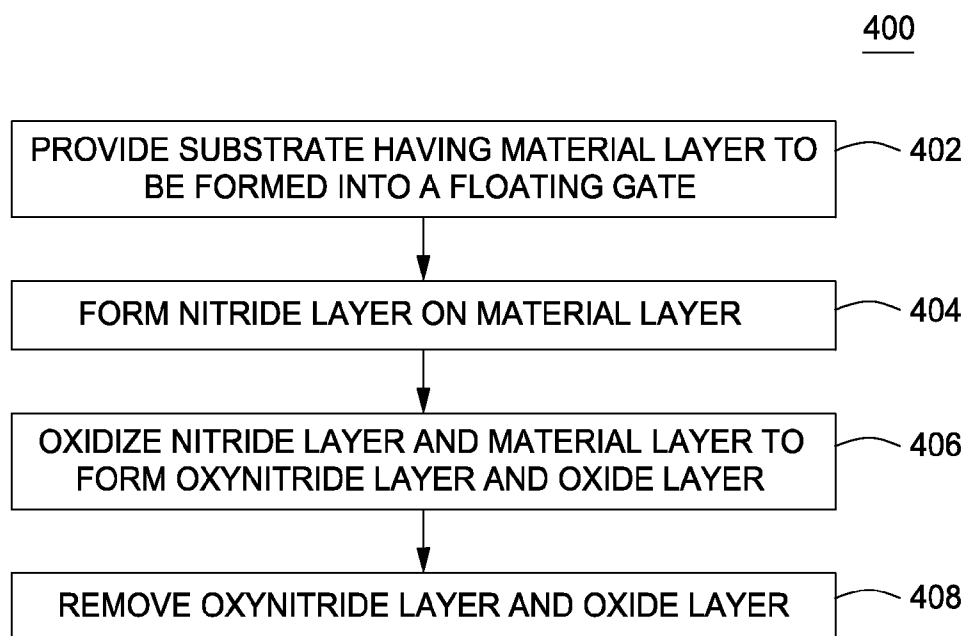 400
PROVIDE SUBSTRATE HAVING MATERIAL LAYER TO
BE FORMED INTO A FLOATING GATE
402
FORM NITRIDE LAYER ON MATERIAL LAYER
404
OXIDIZE NITRIDE LAYER AND MATERIAL LAYER TO
FORM OXYNITRIDE LAYER AND OXIDE LAYER
406
REMOVE OXYNITRIDE LAYER AND OXIDE LAYER
408